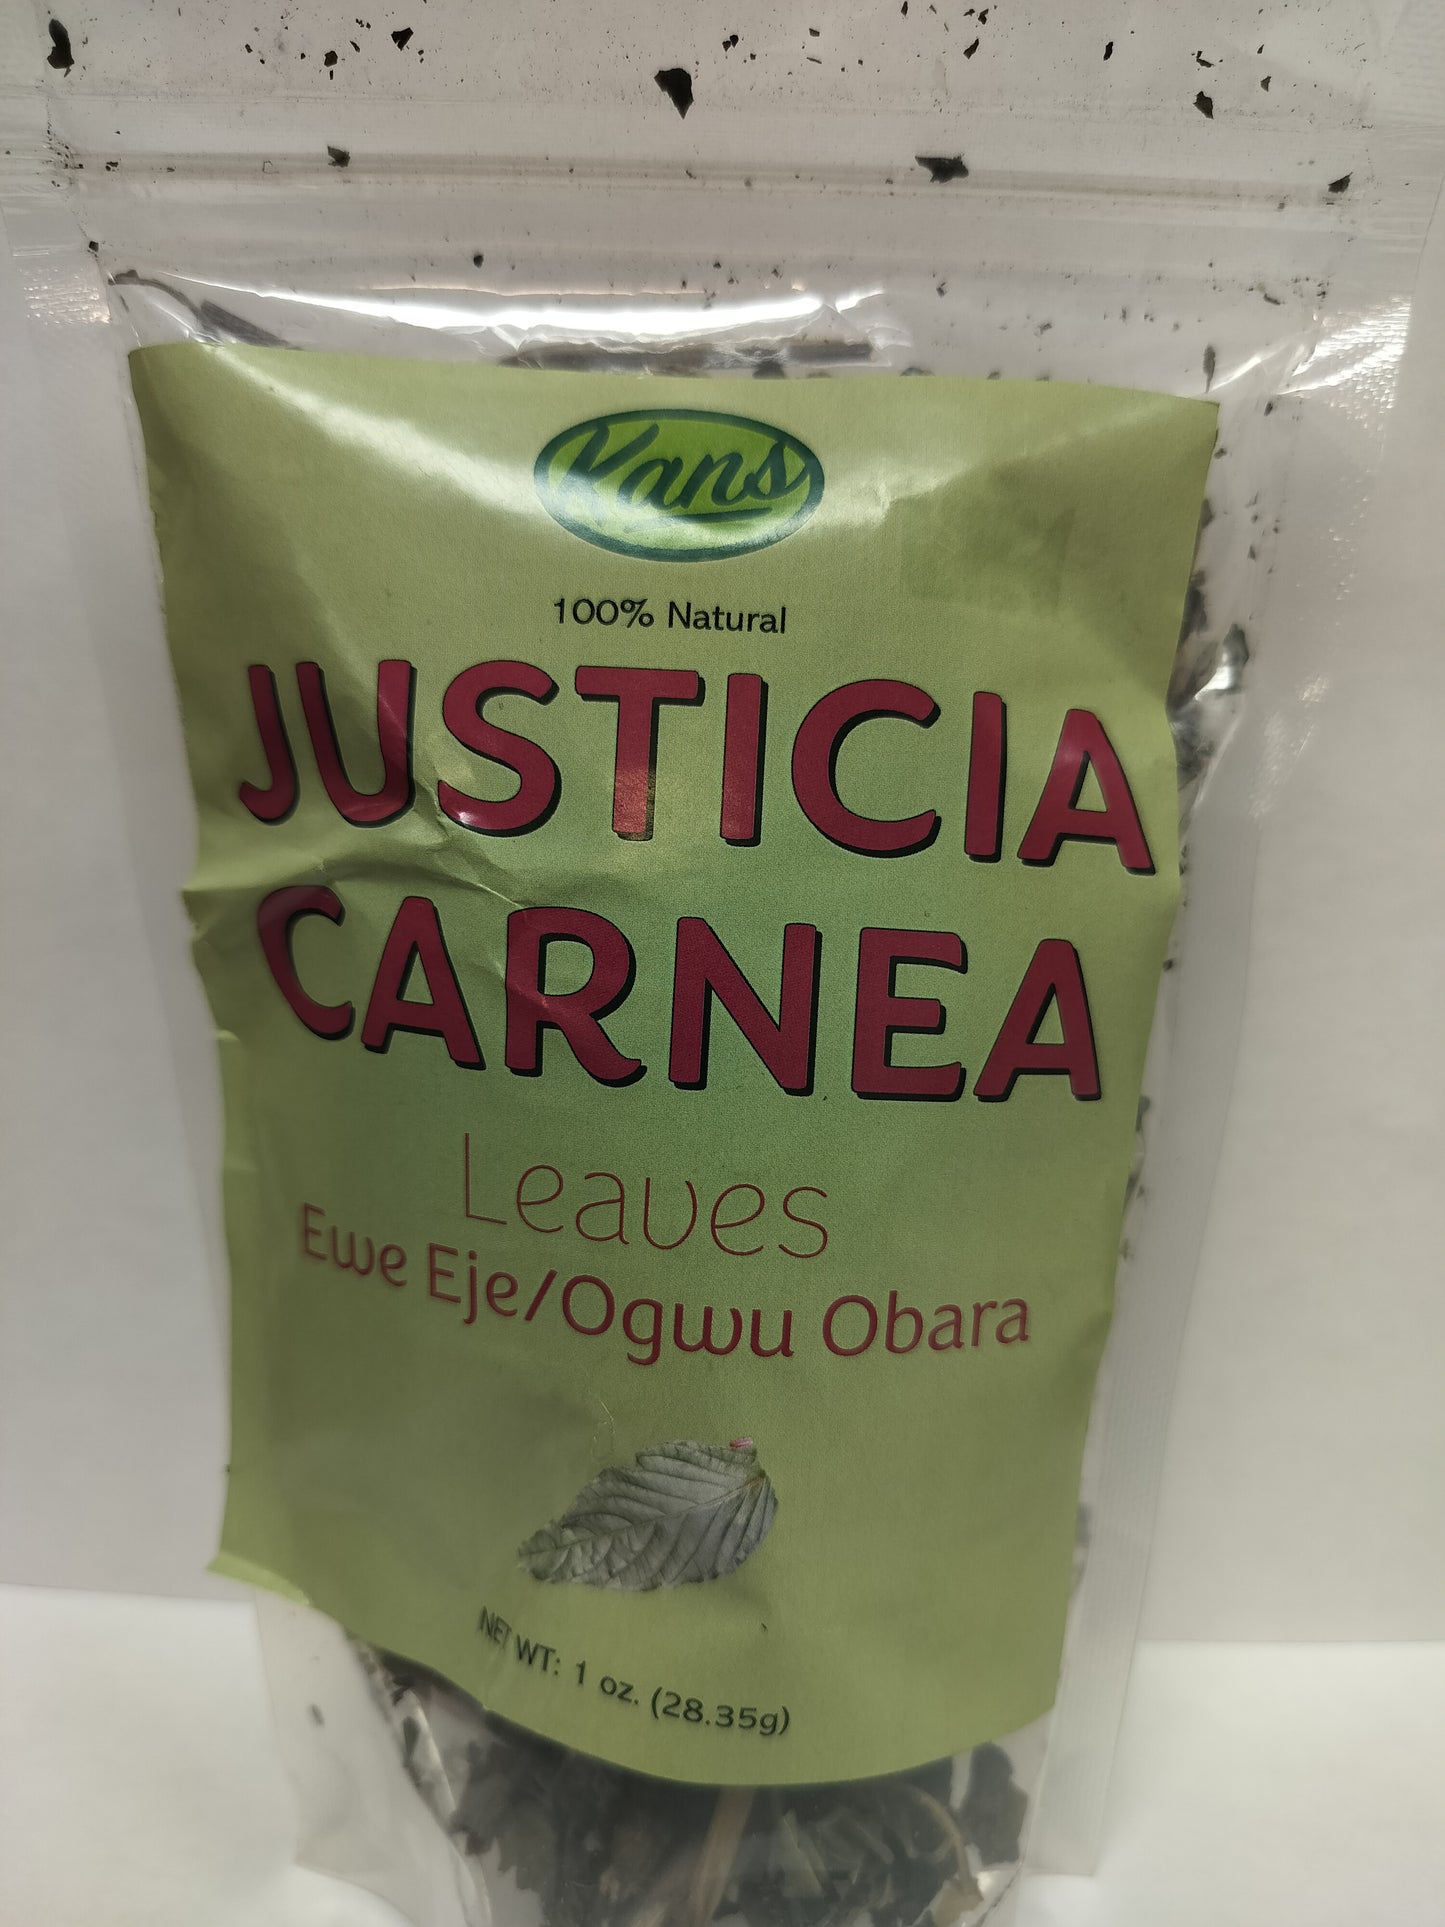 Kans
100% Natural
JUSTICIA
CARNEA
Leaves
Ewe Eje/Ogwu Obara
NET WT: 1 oz. (28.35g)